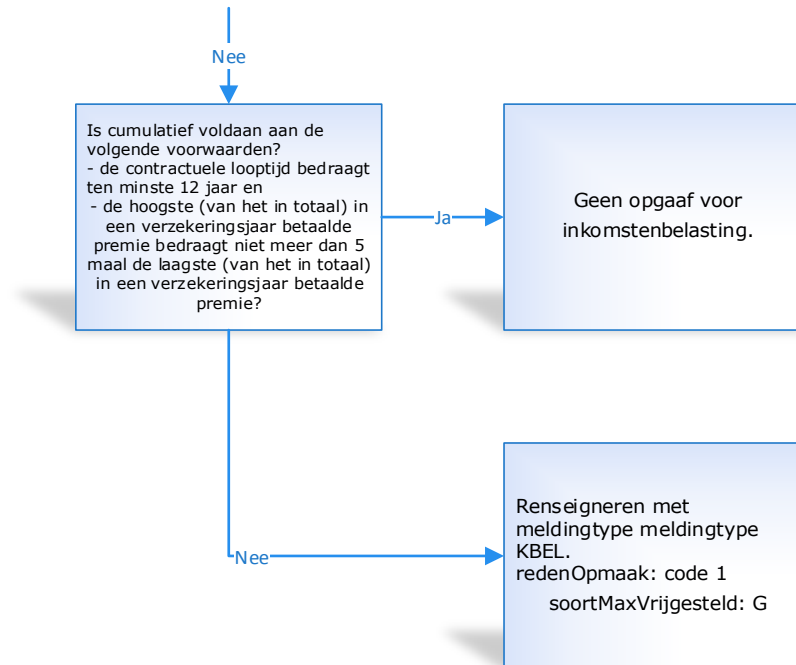 Nee
Is cumulatief voldaan aan de
volgende voorwaarden?
- de contractuele looptijd bedraagt
ten minste 12 jaar en
- de hoogste (van het in totaal) in
een verzekeringsjaar betaalde
premie bedraagt niet meer dan 5
maal de laagste (van het in totaal)
in een verzekeringsjaar betaalde
premie?
Ja
Geen opgaaf voor
inkomstenbelasting.
Nee
Renseigneren met
meldingtype meldingtype
KBEL.
redenOpmaak: code 1
soortMaxVrijgesteld: G